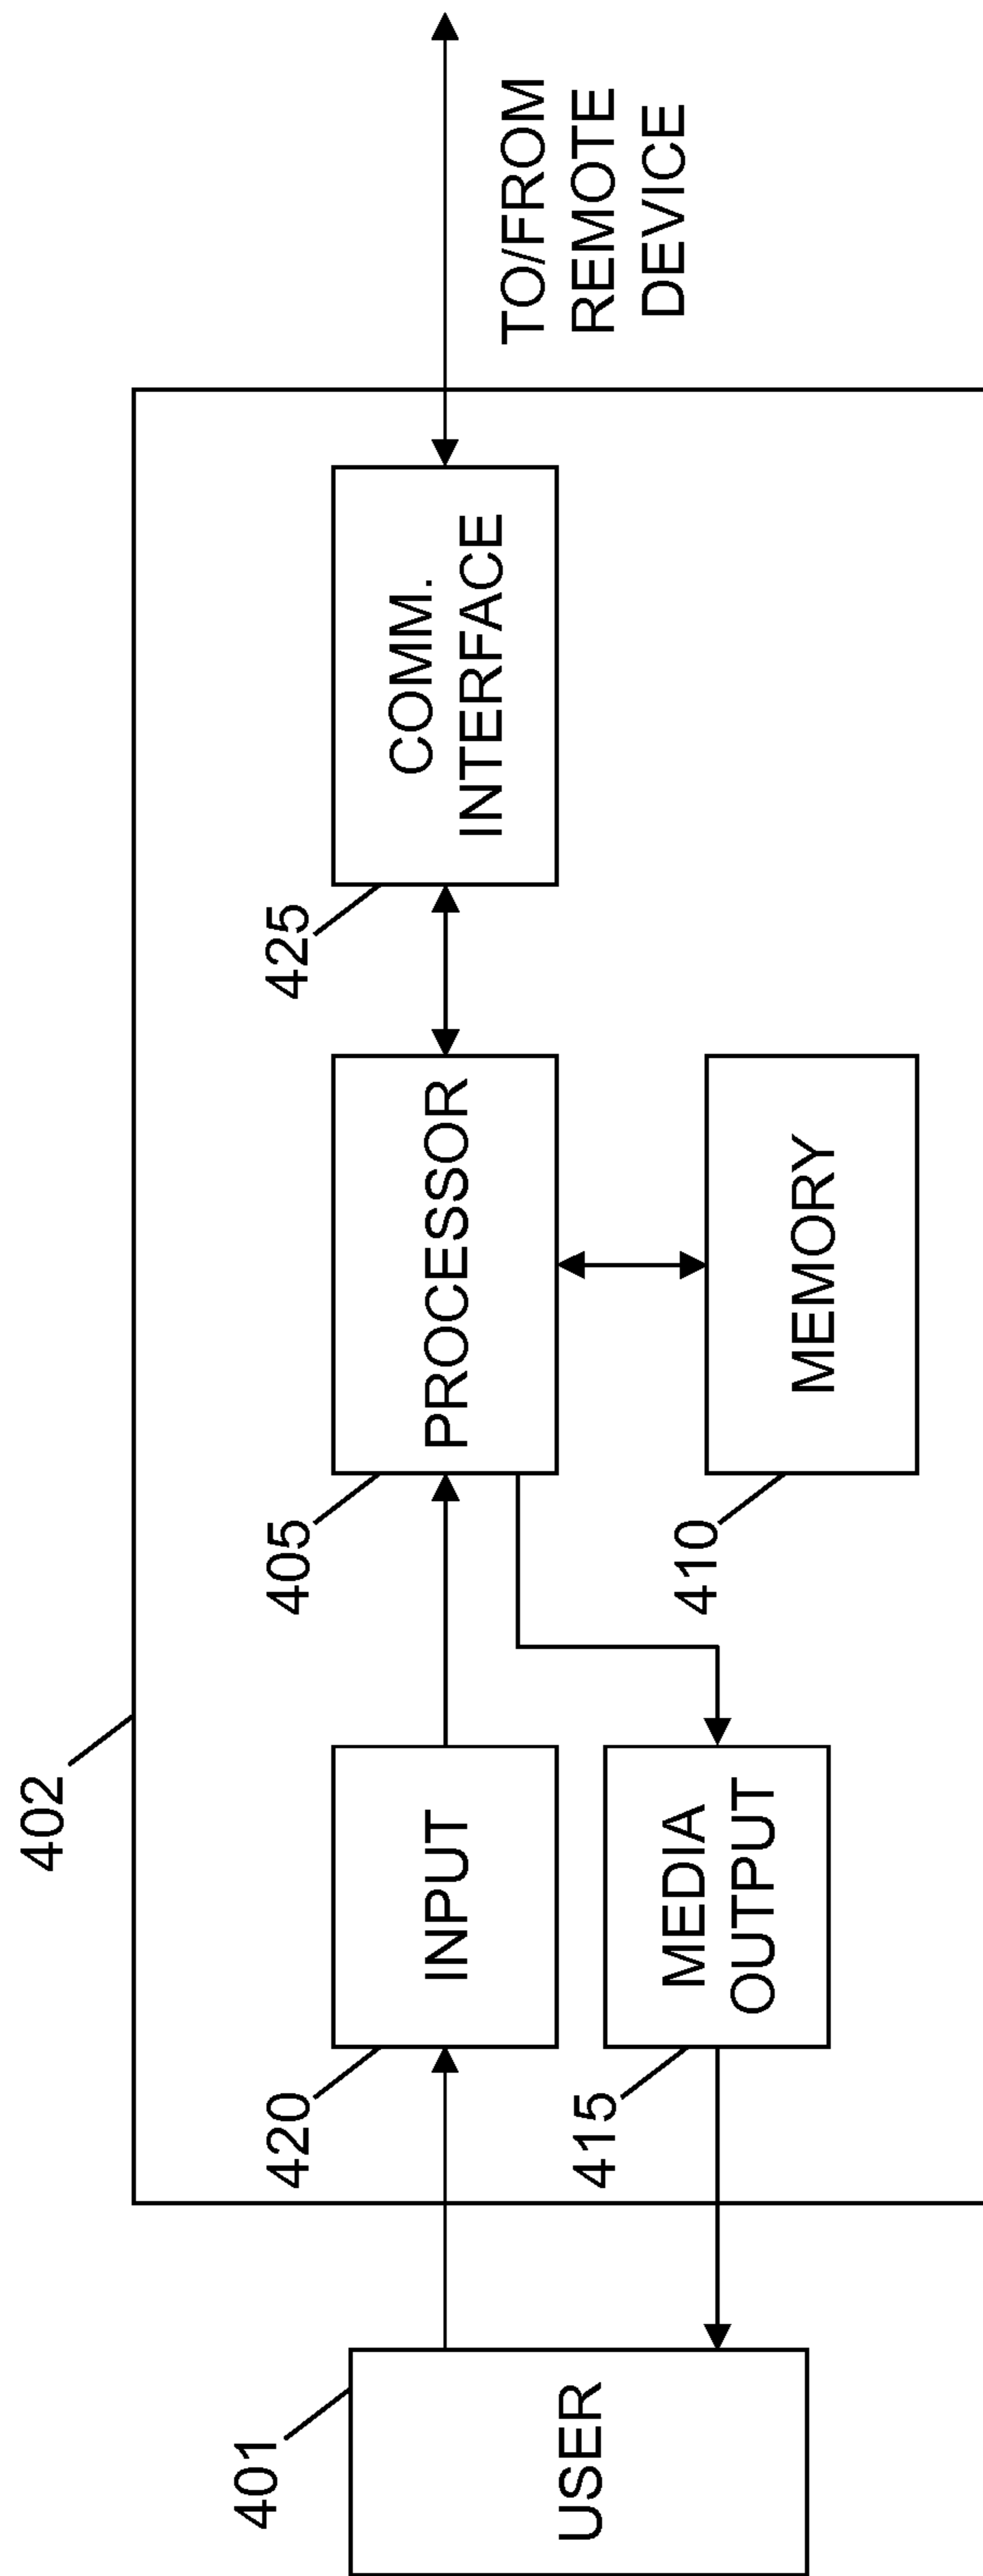 402
401
USER
420
INPUT
415
MEDIA
OUTPUT
405
PROCESSOR
410
MEMORY
425
COMM.
INTERFACE
TO/FROM
REMOTE
DEVICE